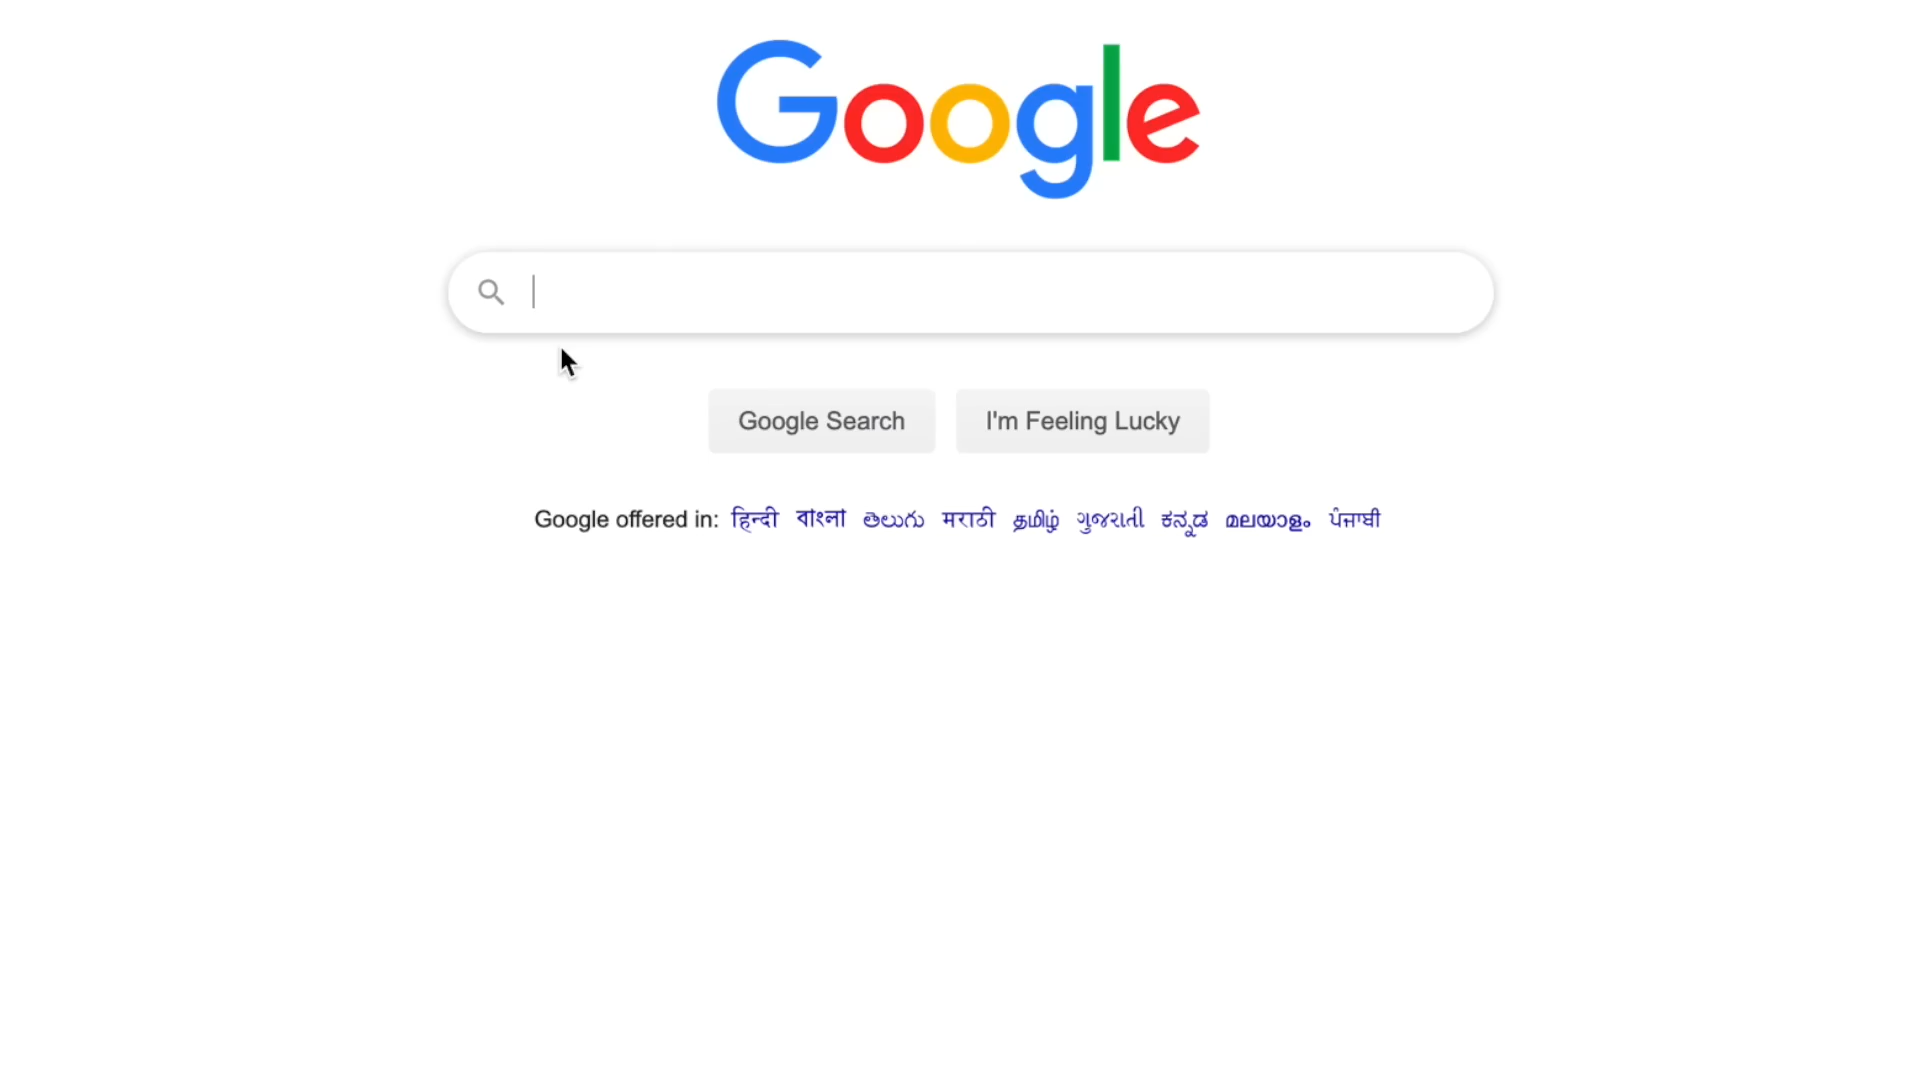 Google
Google Search I'm Feeling Lucky
Google offered in: हिन्दी বাংলা తెలుగు मराठी தமிழ் ગુજરાતી ಕನ್ನಡ മലയാളം ਪੰਜਾਬੀ